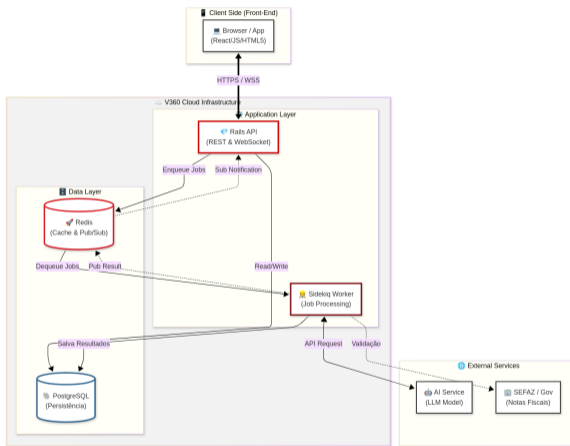 📱 Client Side (Front-End)
💻 Browser / App
(React/JS/HTML5)
HTTPS / WSS
☁️ V360 Cloud Infrastructure
Application Layer
💎 Rails API
(REST & WebSocket)
Enqueue Jobs
Sub Notification
🗄️ Data Layer
🚀 Redis
(Cache & Pub/Sub)
Dequeue Jobs
Pub Result
Read/Write
👷 Sidekiq Worker
(Job Processing)
Salva Resultados
API Request
Validação
🌐 External Services
🐘 PostgreSQL
(Persistência)
🤖 AI Service
(LLM Model)
🏢 SEFAZ / Gov
(Notas Fiscais)